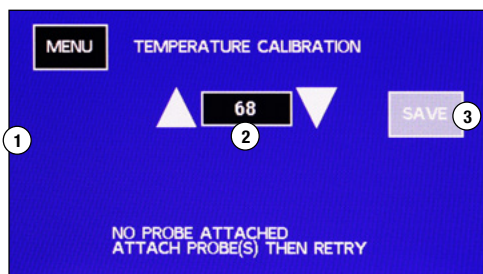 MENU
TEMPERATURE CALIBRATION
68
SAVE
1
2
3
NO PROBE ATTACHED
ATTACH PROBE(S) THEN RETRY